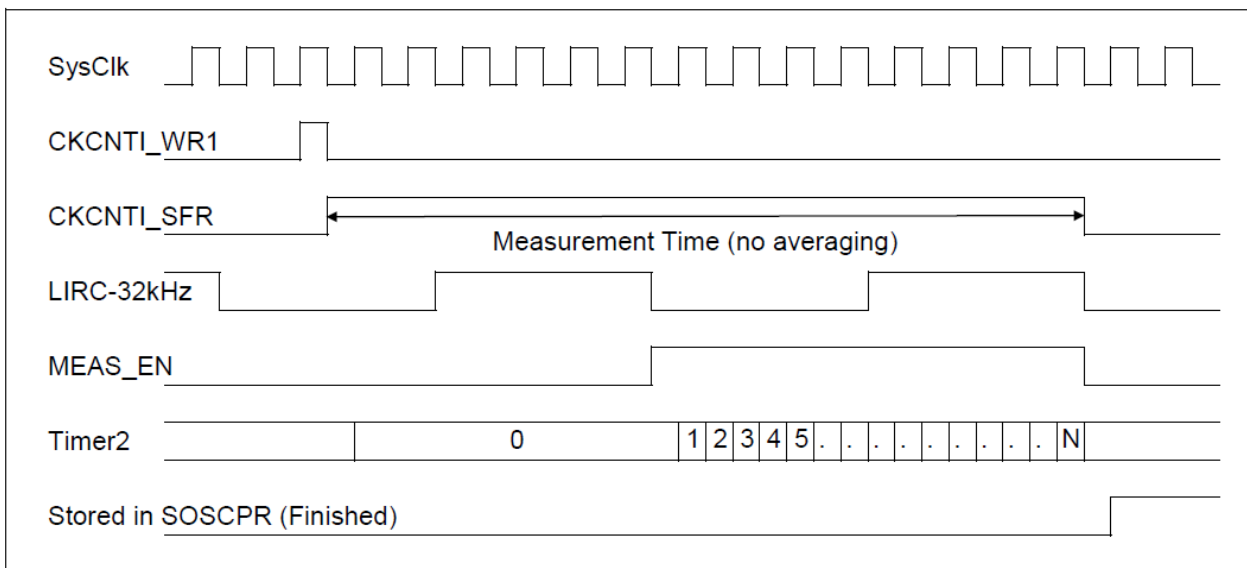 SysClk
CKCNTI_WR1
CKCNTI_SFR
Measurement Time (no averaging)
LIRC-32kHz
MEAS_EN
Timer2 0 1 2 3 4 5 . . . . . . . . . N
Stored in SOSCPR (Finished)